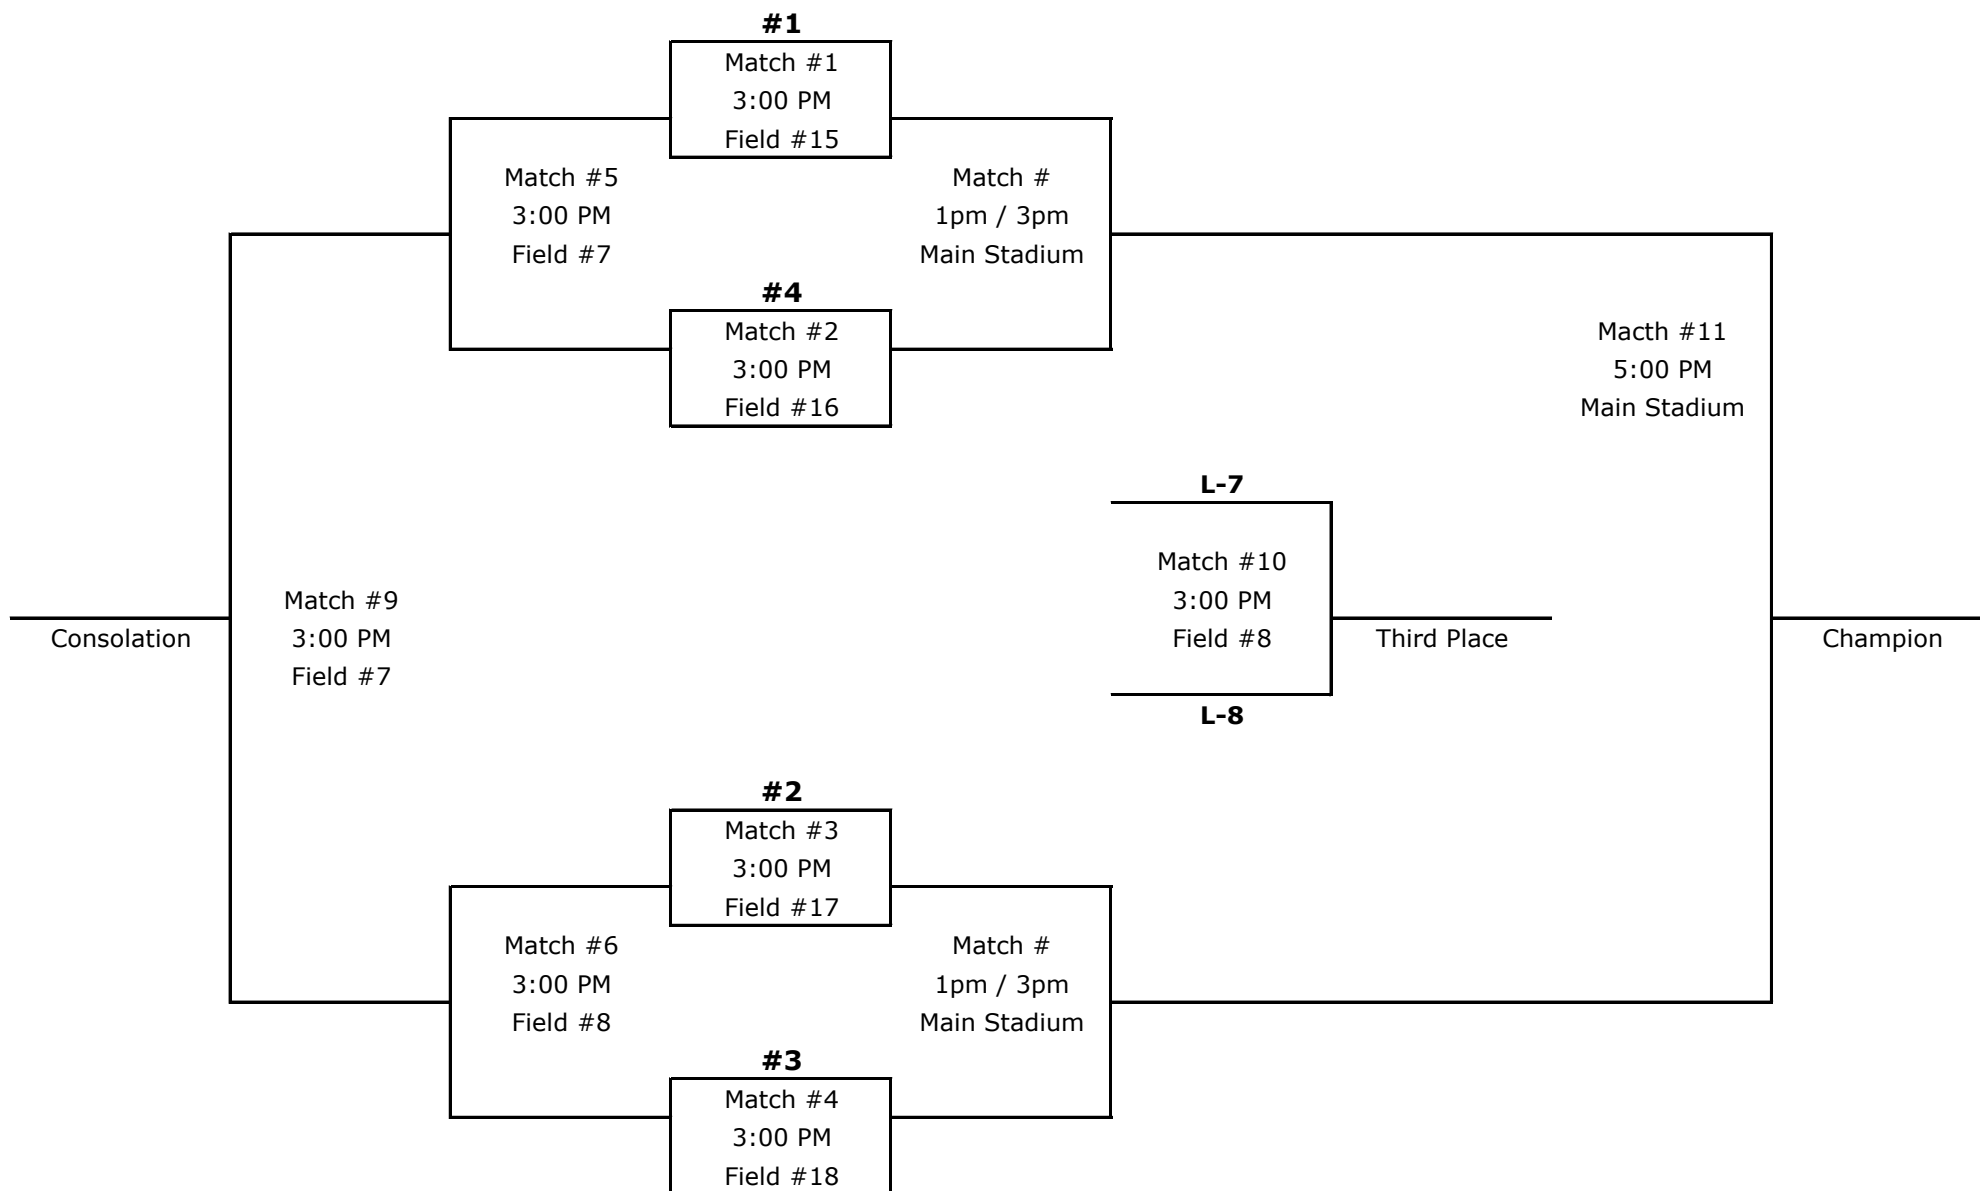 #1
Match #1
3:00 PM
Field #15
Match #5
3:00 PM
Field #7
Match #
1pm / 3pm
Main Stadium
#4
Match #2
3:00 PM
Field #16
Macth #11
5:00 PM
Main Stadium
L-7
Match #10
3:00 PM
Field #8
L-8
Third Place
Champion
Match #9
3:00 PM
Field #7
Consolation
#2
Match #3
3:00 PM
Field #17
Match #6
3:00 PM
Field #8
Match #
1pm / 3pm
Main Stadium
#3
Match #4
3:00 PM
Field #18